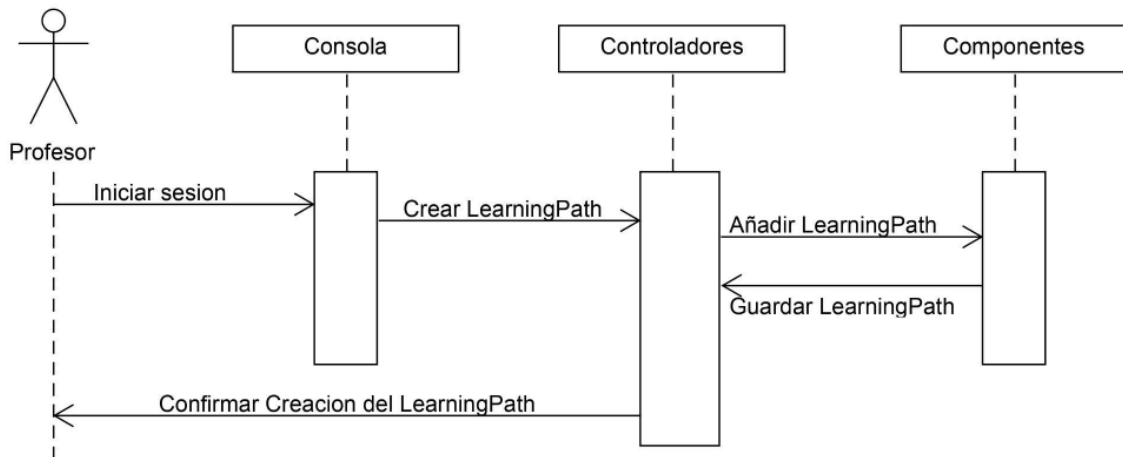 Consola
Controladores
Componentes
Profesor
Iniciar sesion
Crear LearningPath
Añadir LearningPath
Guardar LearningPath
Confirmar Creacion del LearningPath